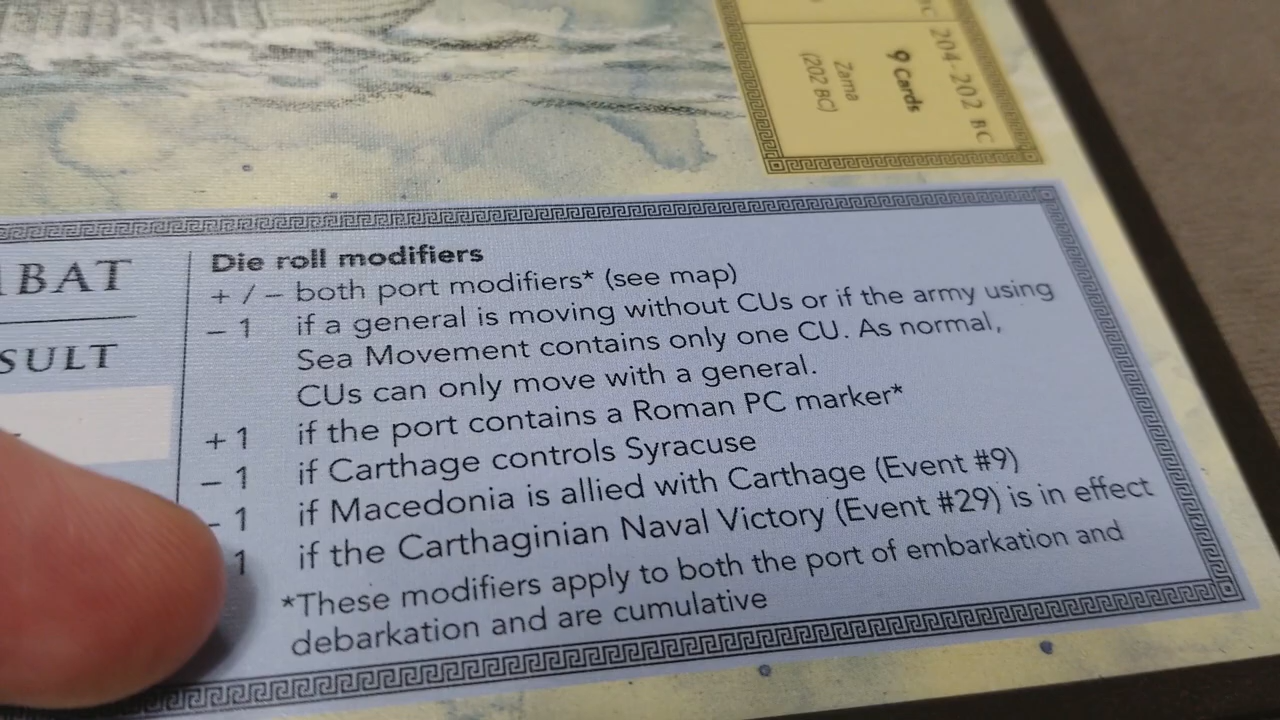 204-202 BC
9 Cards
Zama
(202 BC)
BAT
SULT
Die roll modifiers
+ / – both port modifiers* (see map)
– 1 if a general is moving without CUs or if the army using
Sea Movement contains only one CU. As normal,
CUs can only move with a general.
+ 1 if the port contains a Roman PC marker*
– 1 if Carthage controls Syracuse
– 1 if Macedonia is allied with Carthage (Event #9)
1 if the Carthaginian Naval Victory (Event #29) is in effect
*These modifiers apply to both the port of embarkation and
debarkation and are cumulative